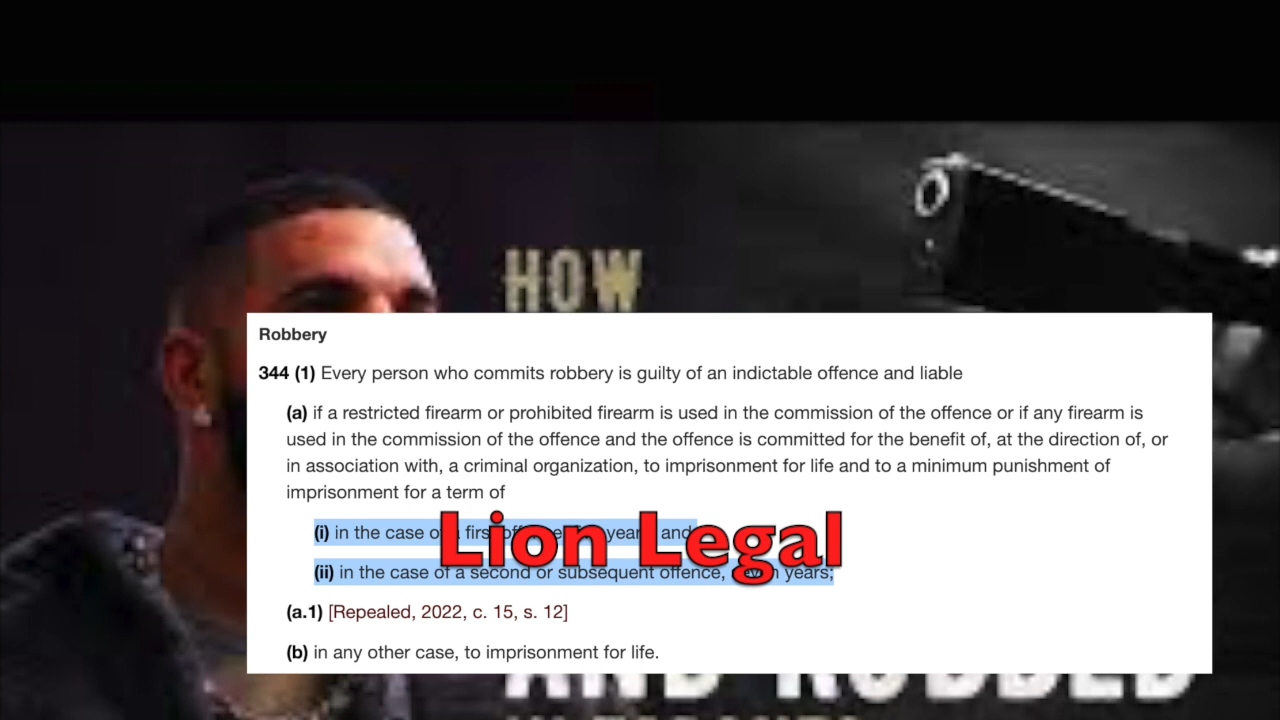 HOW
Robbery
344 (1) Every person who commits robbery is guilty of an indictable offence and liable
(a) if a restricted firearm or prohibited firearm is used in the commission of the offence or if any firearm is
used in the commission of the offence and the offence is committed for the benefit of, at the direction of, or
in association with, a criminal organization, to imprisonment for life and to a minimum punishment of
imprisonment for a term of
(i) in the case of first and
Lion Legal
(ii) in the case of a second or subsequent offence, years;
(a.1) [Repealed, 2022, c. 15, s. 12]
(b) in any other case, to imprisonment for life.
AND ROBBED